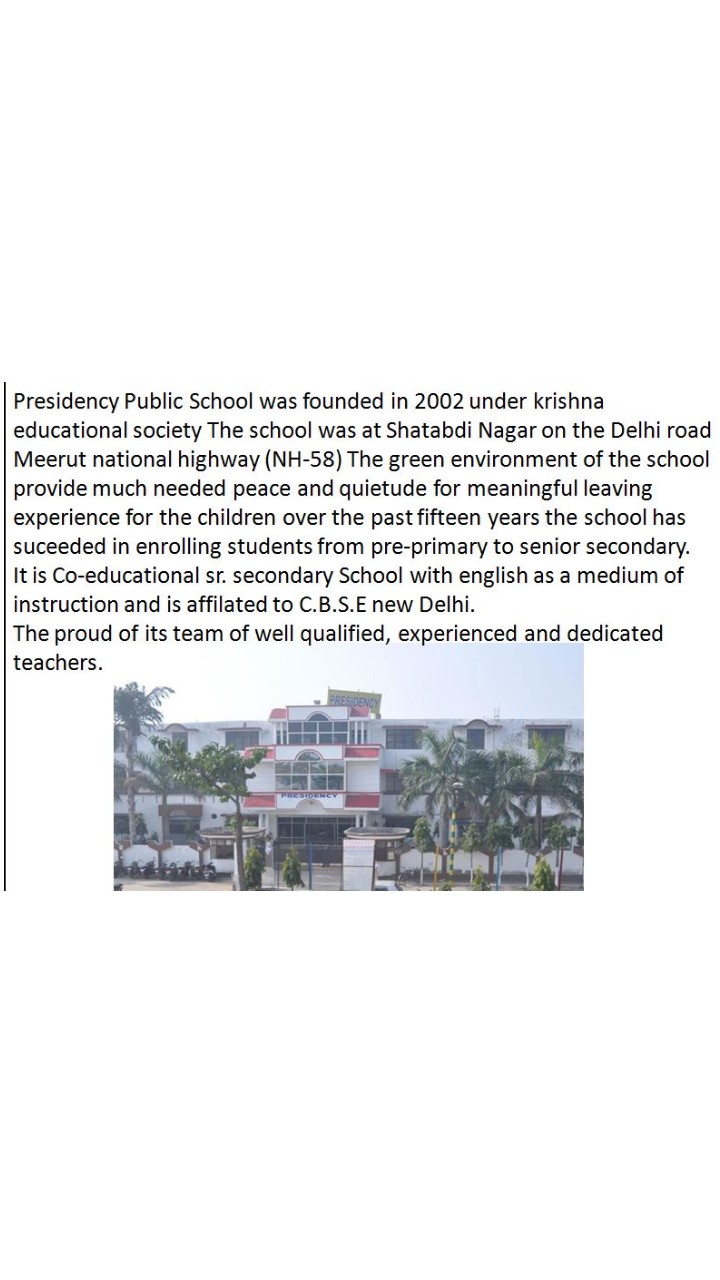 Presidency Public School was founded in 2002 under krishna
educational society The school was at Shatabdi Nagar on the Delhi road
Meerut national highway (NH-58) The green environment of the school
provide much needed peace and quietude for meaningful leaving
experience for the children over the past fifteen years the school has
suceeded in enrolling students from pre-primary to senior secondary.
It is Co-educational sr. secondary School with english as a medium of
instruction and is affilated to C.B.S.E new Delhi.
The proud of its team of well qualified, experienced and dedicated
teachers.
PRESIDENCY
PRESIDENCY